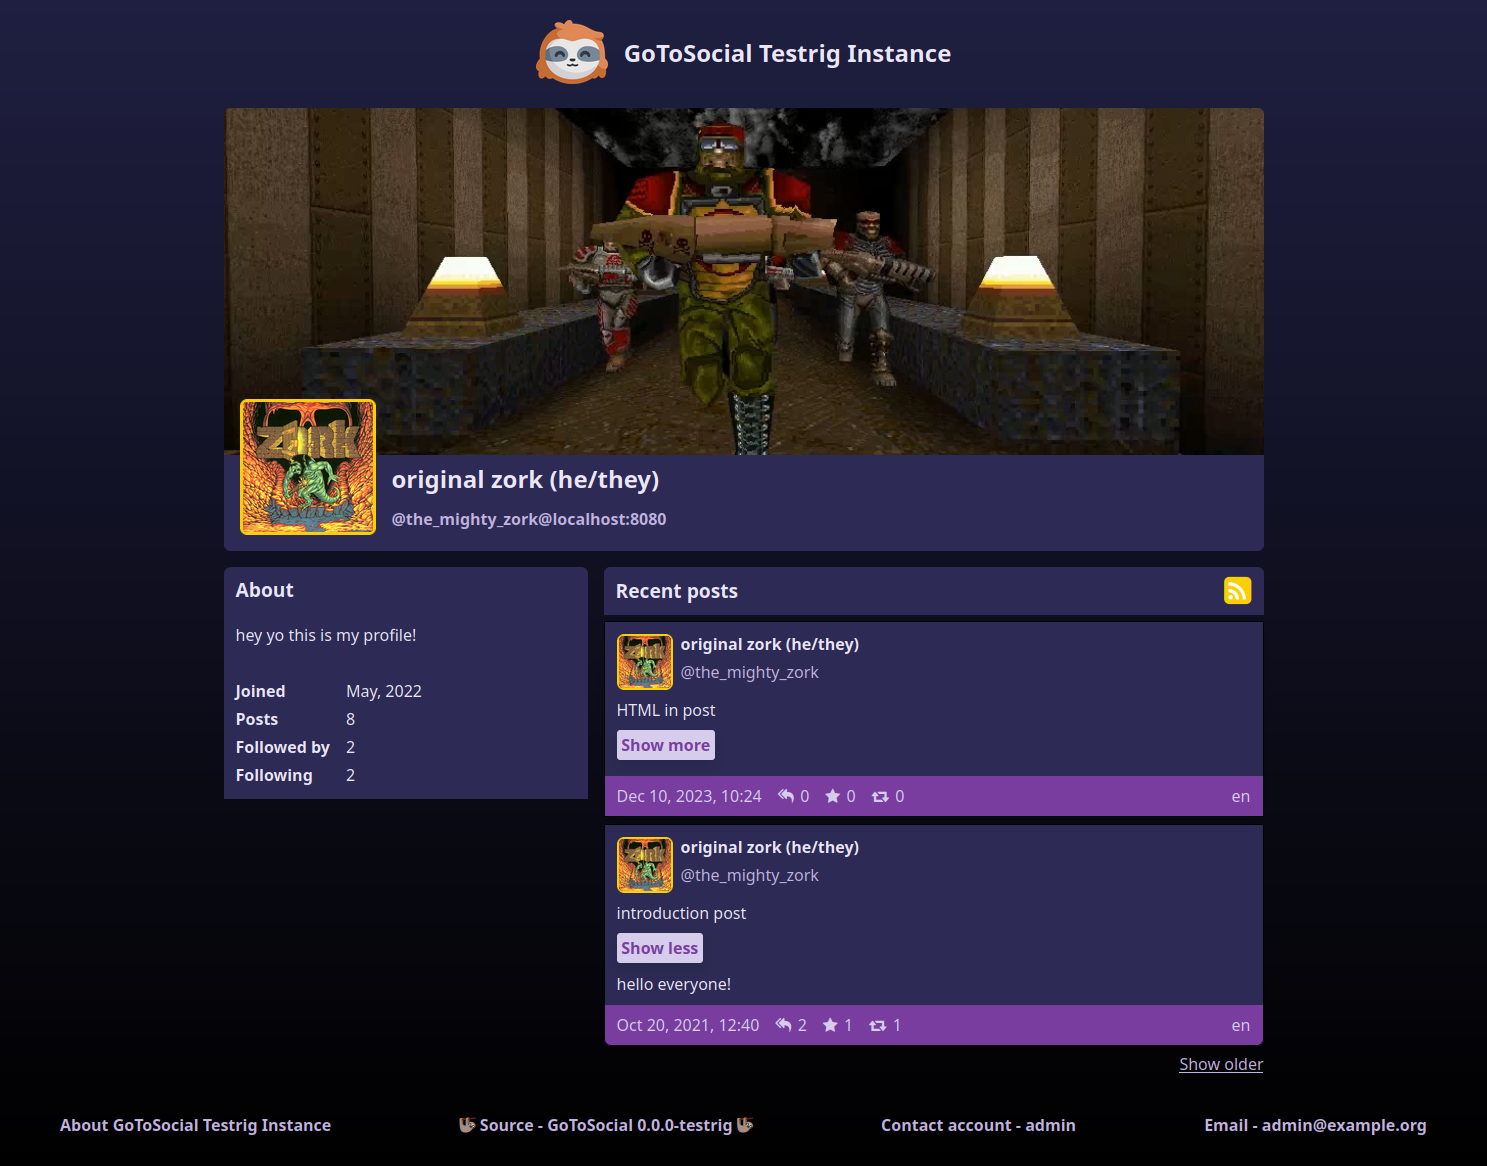 GoToSocial Testrig Instance
ZORK
original zork (he/they)
@the_mighty_zork@localhost:8080
About
hey yo this is my profile!
Joined May, 2022
Posts 8
Followed by 2
Following 2
Recent posts
ZORK
original zork (he/they)
@the_mighty_zork
HTML in post
Show more
Dec 10, 2023, 10:24 0 0 0 en
ZORK
original zork (he/they)
@the_mighty_zork
introduction post
Show less
hello everyone!
Oct 20, 2021, 12:40 2 1 1 en
Show older
About GoToSocial Testrig Instance
Source - GoToSocial 0.0.0-testrig
Contact account - admin
Email - admin@example.org